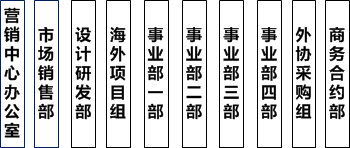 营销中心办公室
市场销售部
设计研发部
海外项目组
事业部一部
事业部二部
事业部三部
事业部四部
外协采购组
商务合约部